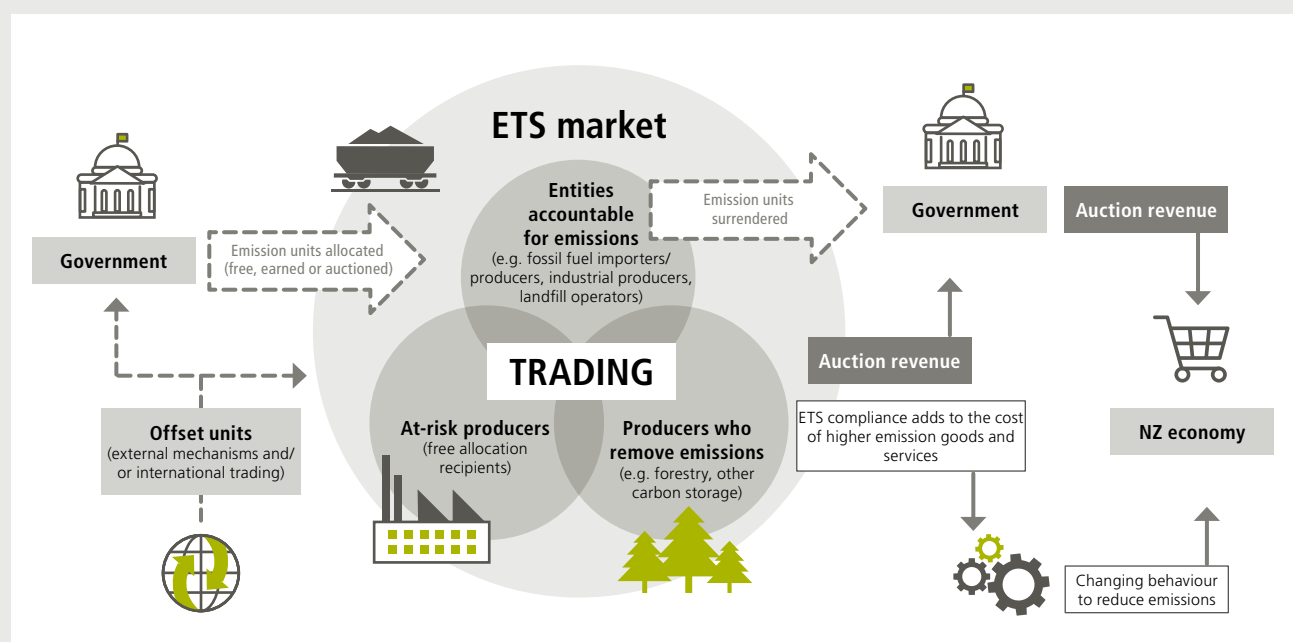 ETS market
Government
Emission units allocated
(free, earned or auctioned)
Entities
accountable
for emissions
(e.g. fossil fuel importers/
producers, industrial producers,
landfill operators)
Emission units
surrendered
Government
Auction revenue
TRADING
At-risk producers
(free allocation
recipients)
Producers who
remove emissions
(e.g. forestry, other
carbon storage)
Offset units
(external mechanisms and/
or international trading)
Auction revenue
ETS compliance adds to the cost
of higher emission goods and
services
NZ economy
Changing behaviour
to reduce emissions